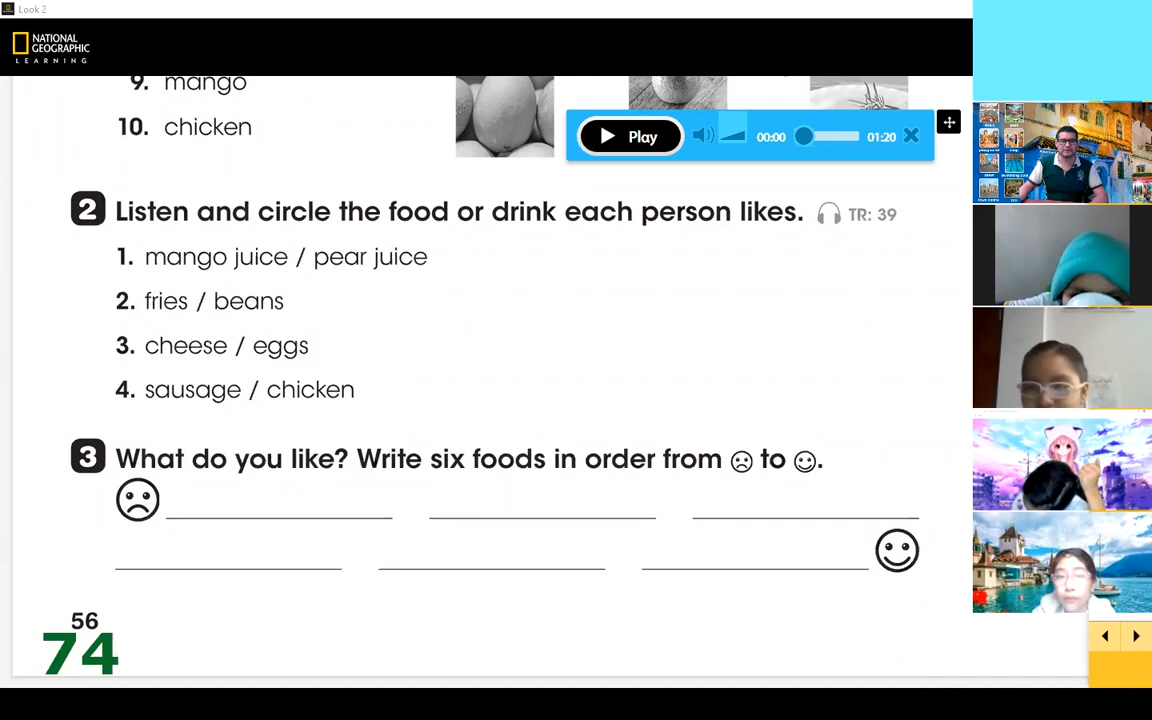 Look 2
NATIONAL
GEOGRAPHIC
LEARNING
9. mango
10. chicken
Play
00:00
01:20
2 Listen and circle the food or drink each person likes. TR: 39
1. mango juice / pear juice
2. fries / beans
3. cheese / eggs
4. sausage / chicken
3 What do you like? Write six foods in order from to .
56
74